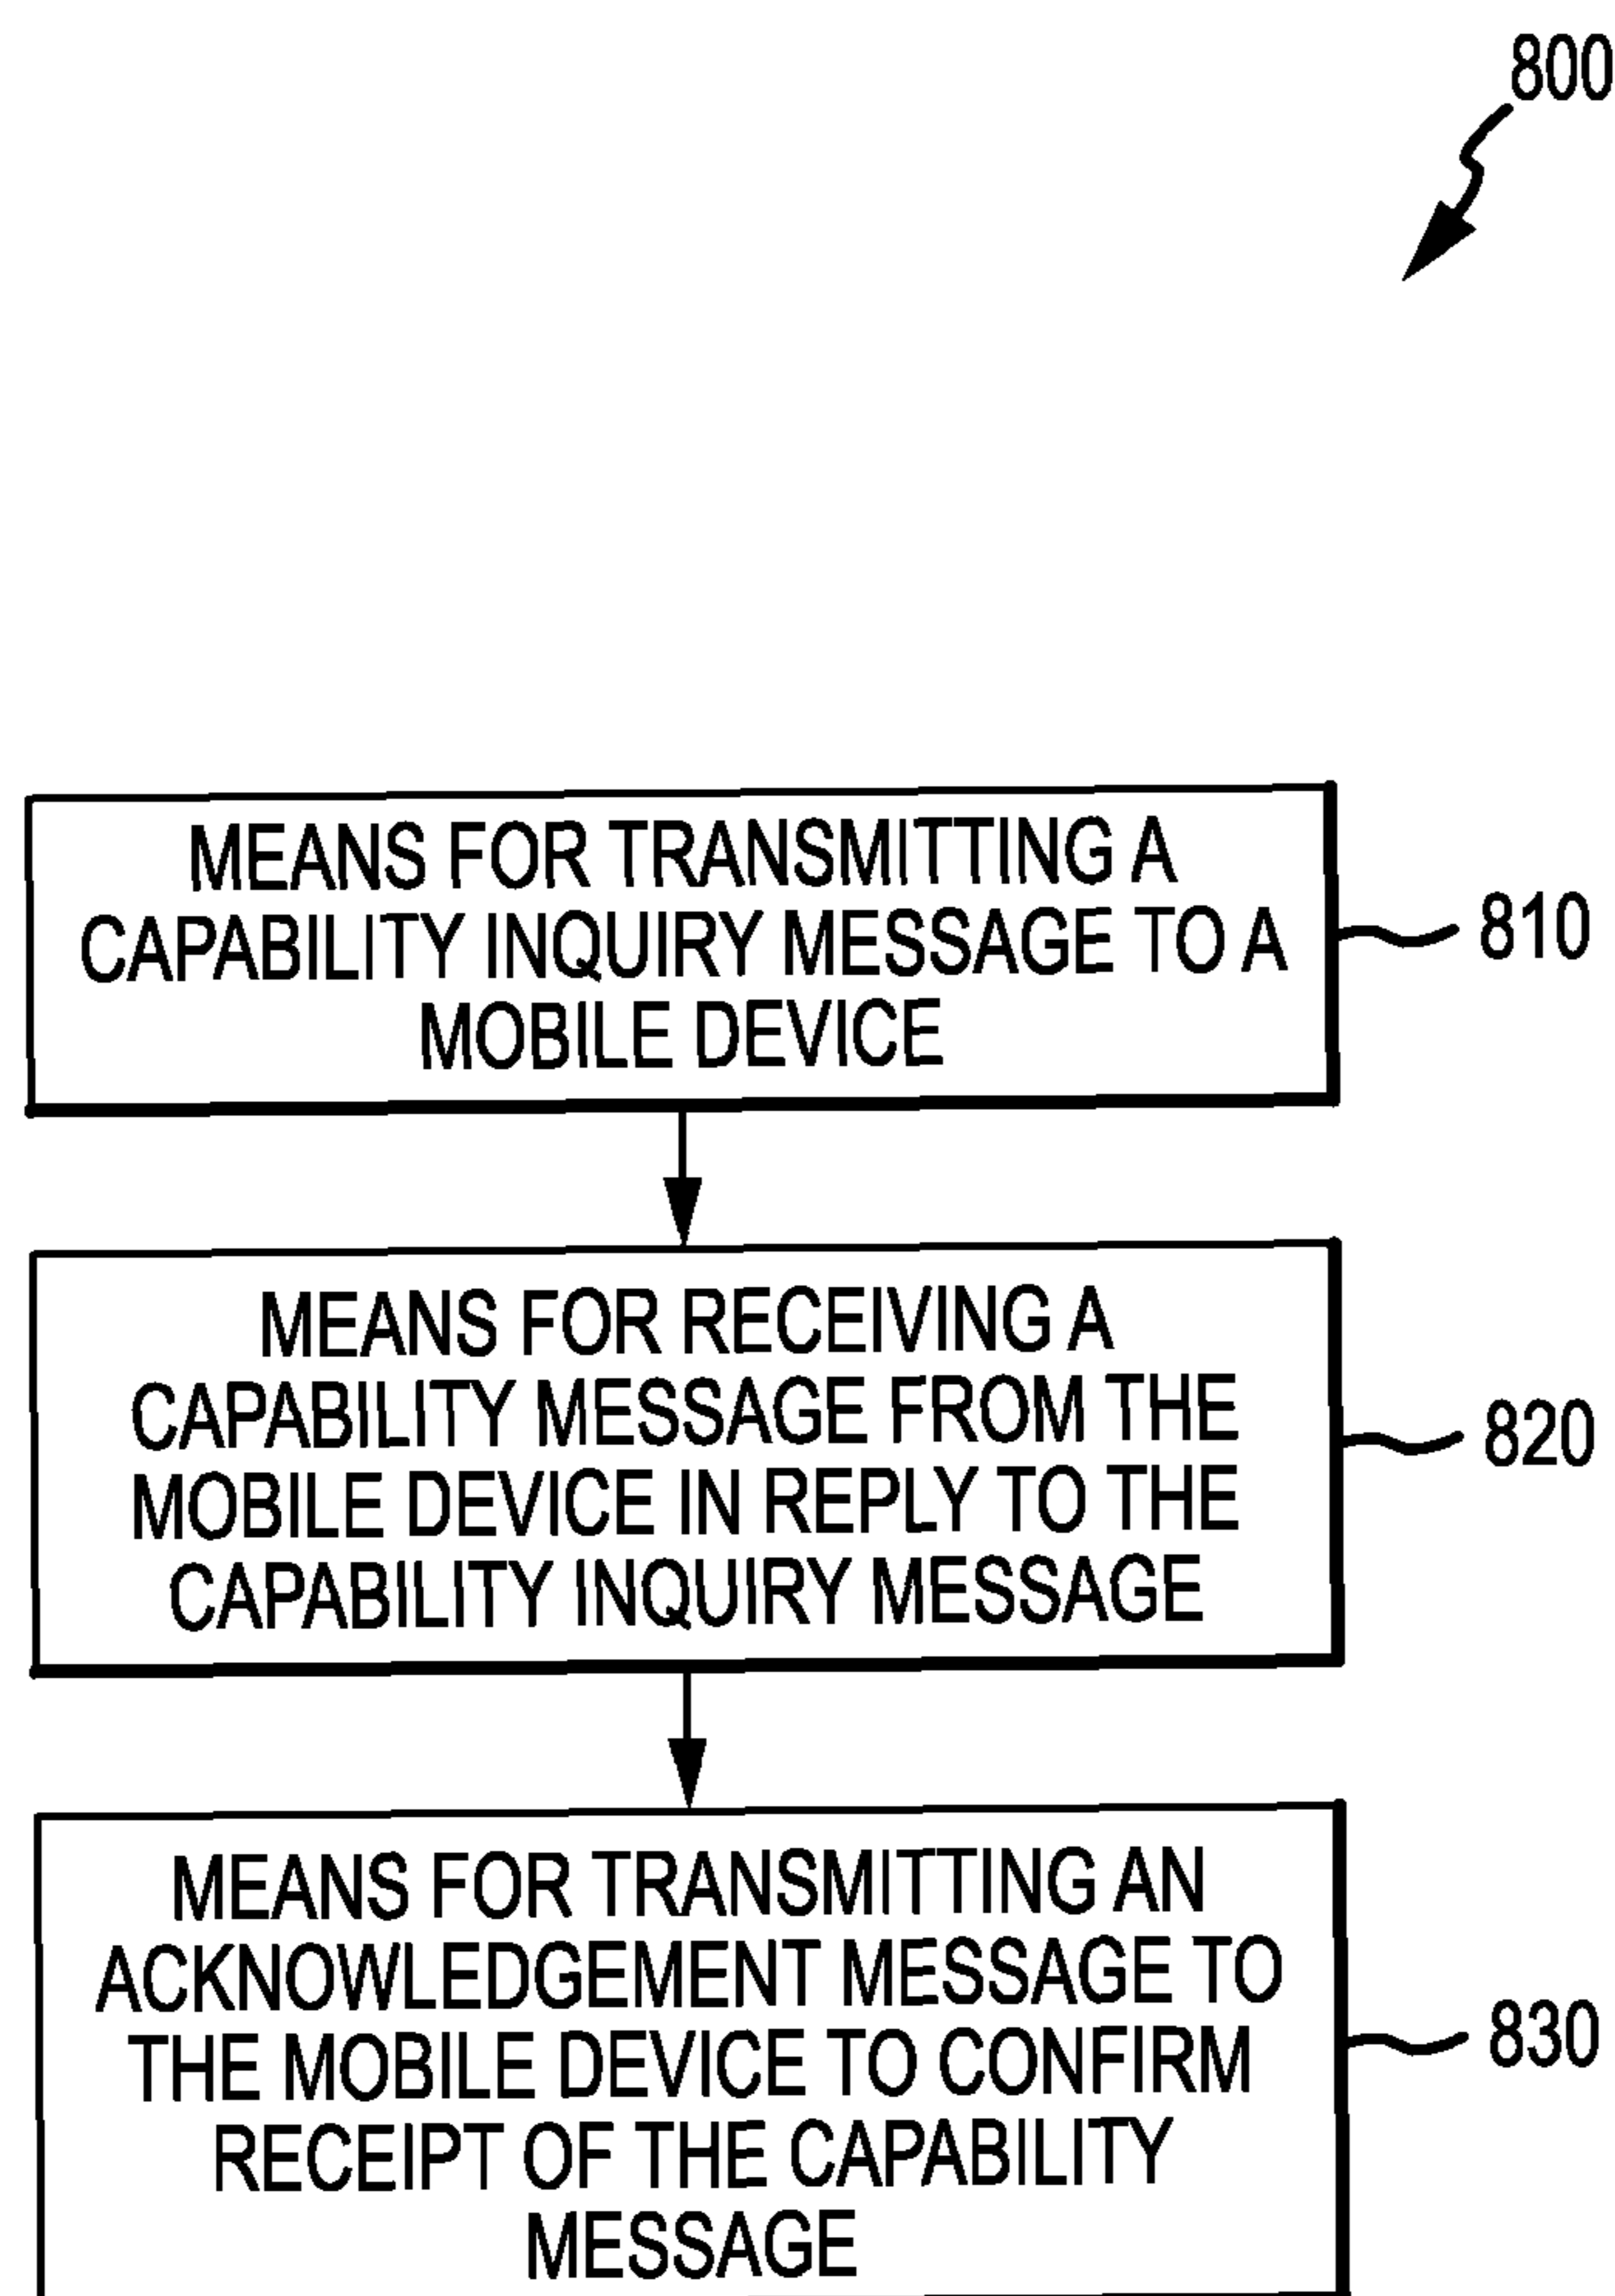 800
MEANS FOR TRANSMITTING A
CAPABILITY INQUIRY MESSAGE TO A
MOBILE DEVICE
810
MEANS FOR RECEIVING A
CAPABILITY MESSAGE FROM THE
MOBILE DEVICE IN REPLY TO THE
CAPABILITY INQUIRY MESSAGE
820
MEANS FOR TRANSMITTING AN
ACKNOWLEDGEMENT MESSAGE TO
THE MOBILE DEVICE TO CONFIRM
RECEIPT OF THE CAPABILITY
MESSAGE
830